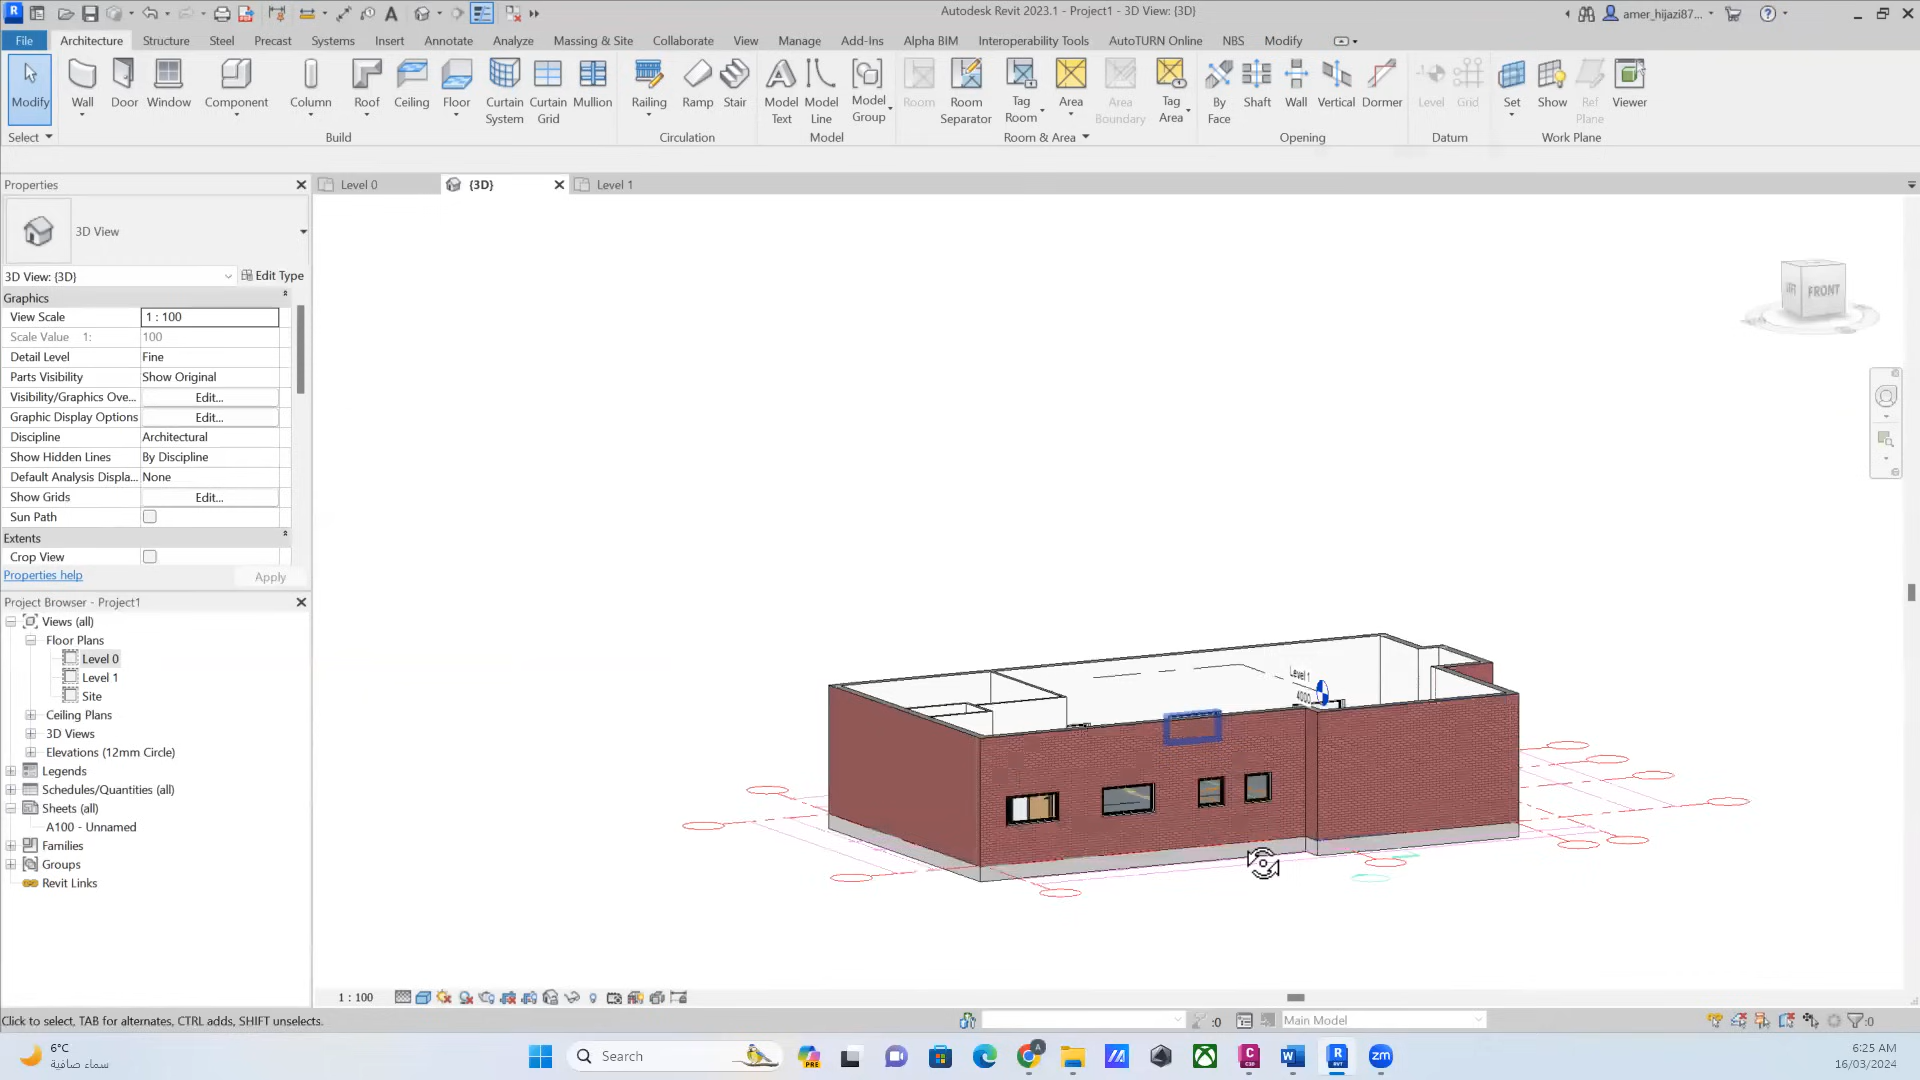 Autodesk Revit 2023.1 - Project1 - 3D View: {3D}
amer_hijazi87...
File Architecture Structure Steel Precast Systems Insert Annotate Analyze Massing & Site Collaborate View Manage Add-Ins Alpha BIM Interoperability Tools AutoTURN Online NBS Modify
Modify Wall Door Window Component Column Roof Ceiling Floor Curtain System Curtain Grid Mullion Railing Ramp Stair Model Text Model Line Model Group Room Room Separator Tag Room Area Area Boundary Tag Area By Face Shaft Wall Vertical Dormer Level Grid Set Show Ref Plane Viewer
Select Build Circulation Model Room & Area Opening Datum Work Plane
Properties
Level 0 {3D} Level 1
3D View
3D View: {3D} Edit Type
Graphics
View Scale 1 : 100
Scale Value 1: 100
Detail Level Fine
Parts Visibility Show Original
Visibility/Graphics Ove... Edit...
Graphic Display Options Edit...
Discipline Architectural
Show Hidden Lines By Discipline
Default Analysis Displa... None
Show Grids Edit...
Sun Path
Extents
Crop View
Properties help Apply
FRONT
Level 1
4000
Project Browser - Project1
Views (all)
Floor Plans
Level 0
Level 1
Site
Ceiling Plans
3D Views
Elevations (12mm Circle)
Legends
Schedules/Quantities (all)
Sheets (all)
A100 - Unnamed
Families
Groups
Revit Links
1 : 100
Click to select, TAB for alternates, CTRL adds, SHIFT unselects.
:0
Main Model
:0
6°C
سماء صافية
Search
PRE
zm
6:25 AM
16/03/2024